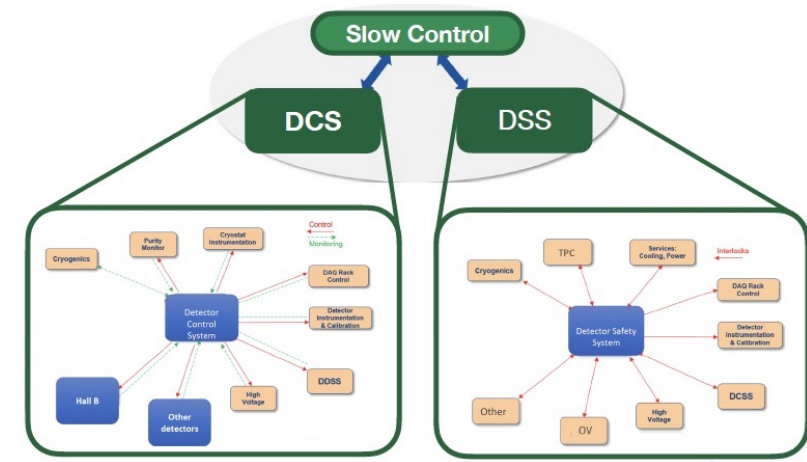 Slow Control
DCS
DSS
Control
Monitoring
Cryogenics
Purity
Monitor
Cryostat
Instrumentation
DAQ Rack
Control
Detector
Instrumentation
& Calibration
DDSS
High
Voltage
Other
detectors
Hall B
Detector
Control
System
Interlocks
Cryogenics
TPC
Services:
Cooling, Power
DAQ Rack
Control
Detector
Instrumentation
& Calibration
DCSS
High
Voltage
OV
Other
Detector Safety
System